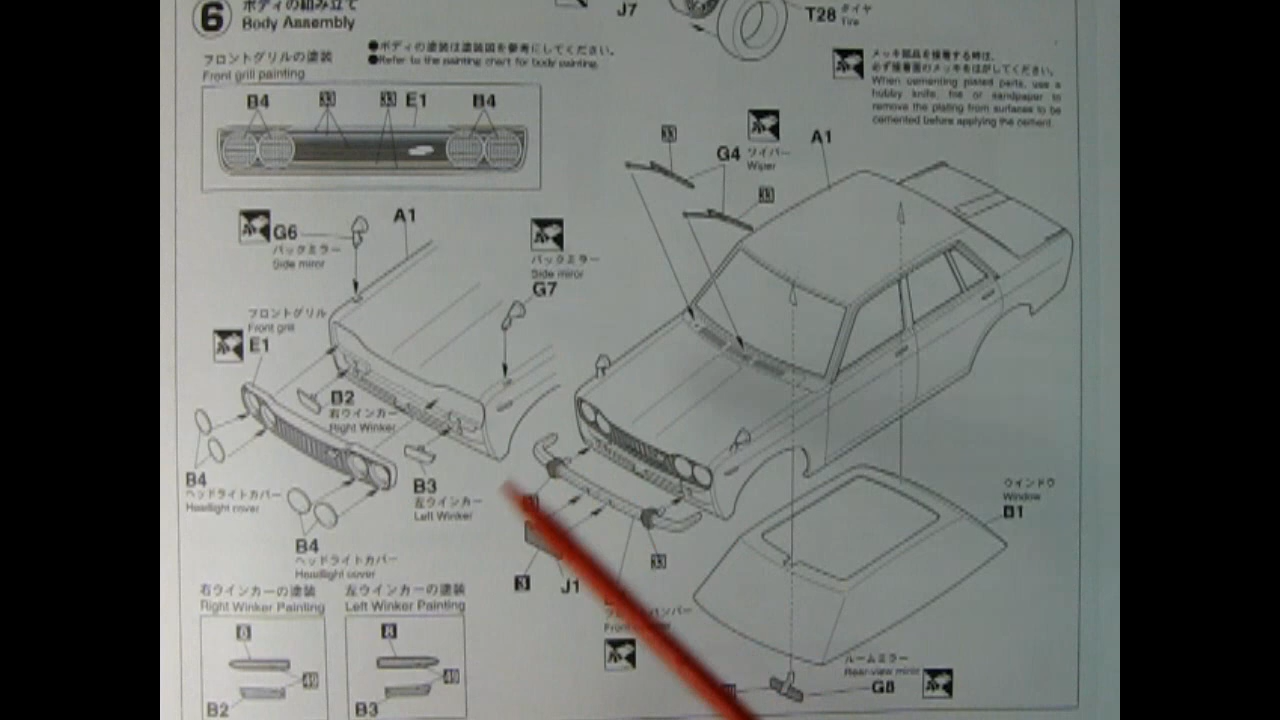 6
ボディの組み立て
Body Assembly
J7
T28 タイヤ
Tire
●ボディの塗装は塗装図を参考にしてください。
●Refer to the painting chart for body painting.
フロントグリルの塗装
Front grill painting
B4 33 33 E1 B4
メッキ部品を接着する時は、
必ず接着面のメッキをはがしてください。
When cementing plated parts, use a
hobby knife, file or sandpaper to
remove the plating from surfaces to be
cemented before applying the cement.
33
G4 ワイパー
Wiper
A1
33
G6
バックミラー
Side mirror
A1
バックミラー
Side mirror
G7
フロントグリル
Front grill
E1
B2
右ウインカー
Right Winker
B4
ヘッドライトカバー
Headlight cover
B3
左ウインカー
Left Winker
ウインドウ
Window
B1
B4
ヘッドライトカバー
Headlight cover
33
3
J1
Front
右ウインカーの塗装
Right Winker Painting
左ウインカーの塗装
Left Winker Painting
6
49
B2
8
49
B3
ルームミラー
Rear-view mirror
G8